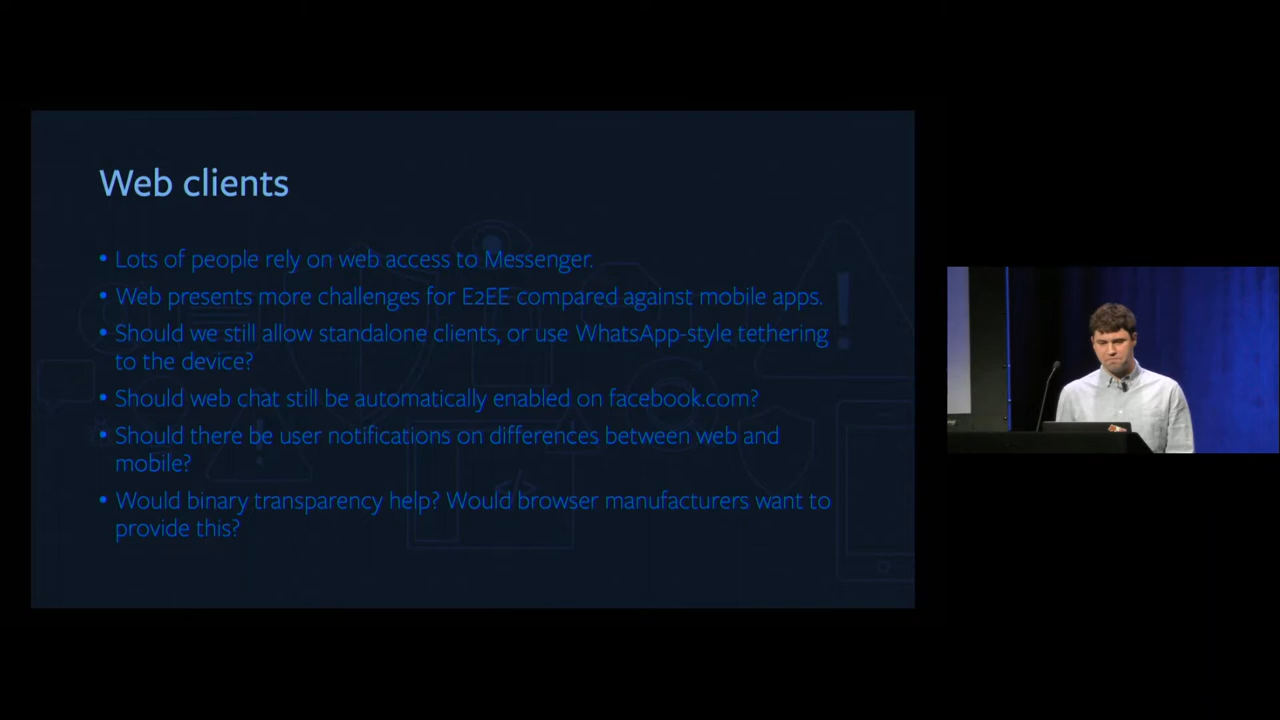 Web clients
• Lots of people rely on web access to Messenger.
• Web presents more challenges for E2EE compared against mobile apps.
• Should we still allow standalone clients, or use WhatsApp-style tethering
to the device?
• Should web chat still be automatically enabled on facebook.com?
• Should there be user notifications on differences between web and
mobile?
• Would binary transparency help? Would browser manufacturers want to
provide this?